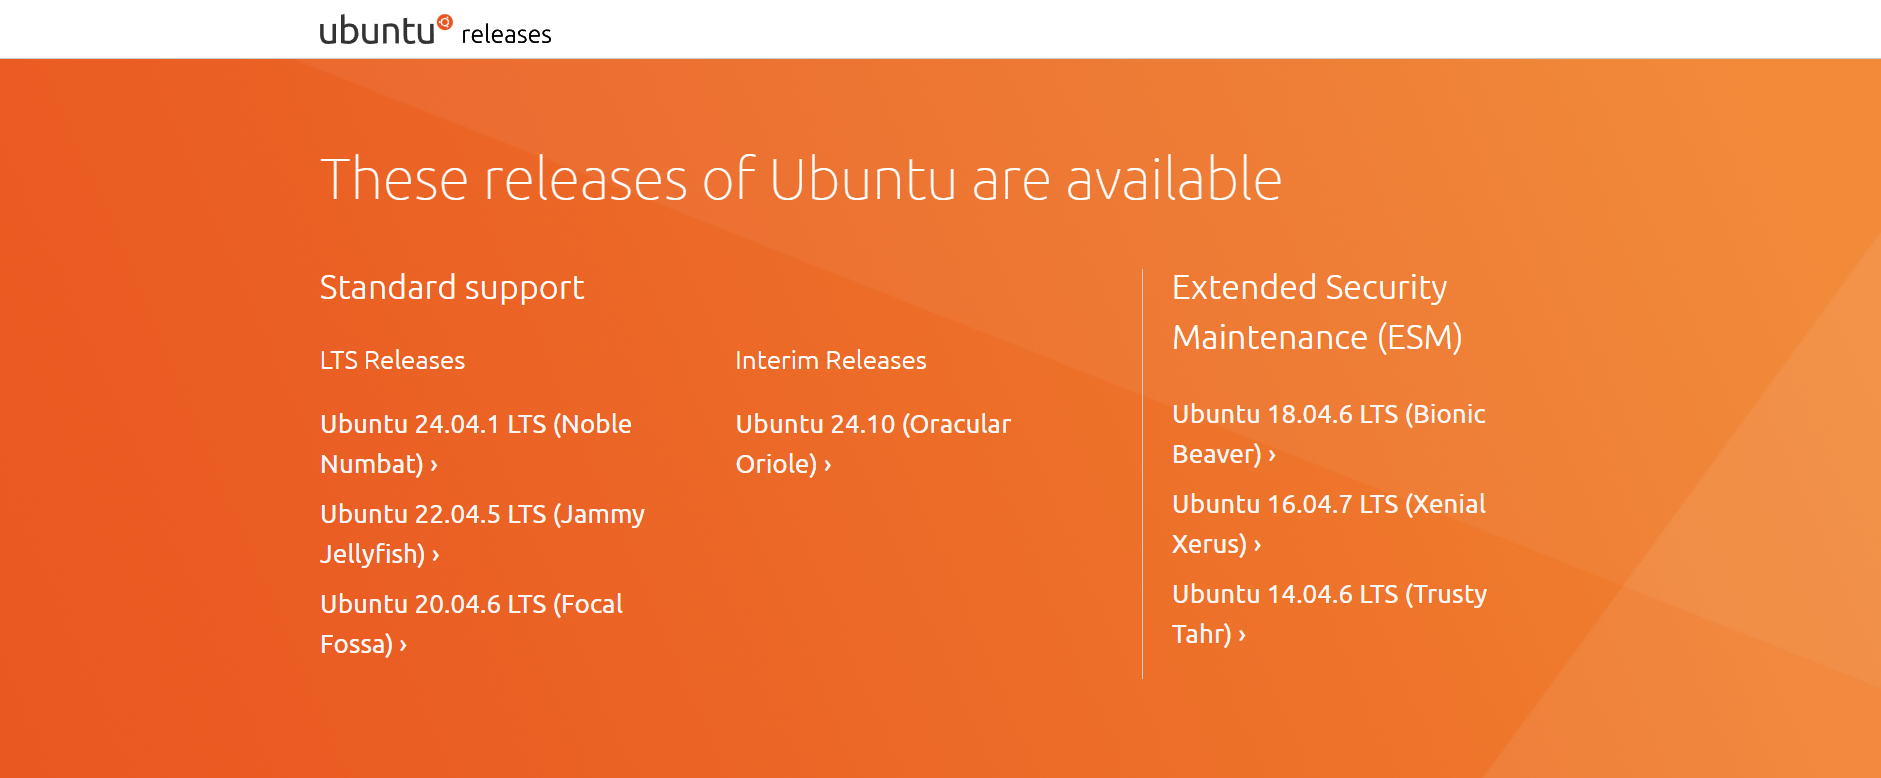 ubuntu releases
These releases of Ubuntu are available
Standard support
LTS Releases
Ubuntu 24.04.1 LTS (Noble
Numbat) ›
Ubuntu 22.04.5 LTS (Jammy
Jellyfish) ›
Ubuntu 20.04.6 LTS (Focal
Fossa) ›
Interim Releases
Ubuntu 24.10 (Oracular
Oriole) ›
Extended Security
Maintenance (ESM)
Ubuntu 18.04.6 LTS (Bionic
Beaver) ›
Ubuntu 16.04.7 LTS (Xenial
Xerus) ›
Ubuntu 14.04.6 LTS (Trusty
Tahr) ›